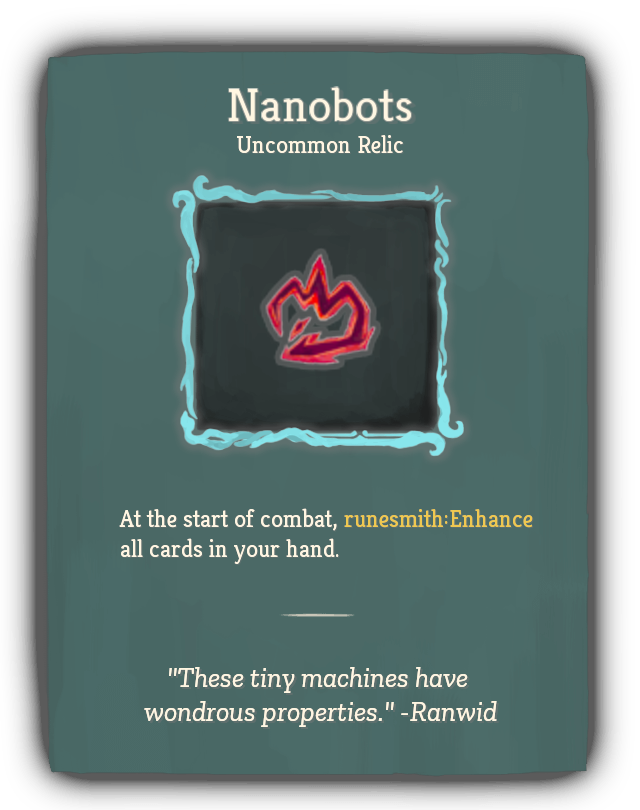 Nanobots
Uncommon Relic
At the start of combat, runesmith:Enhance
all cards in your hand.
"These tiny machines have
wondrous properties." -Ranwid